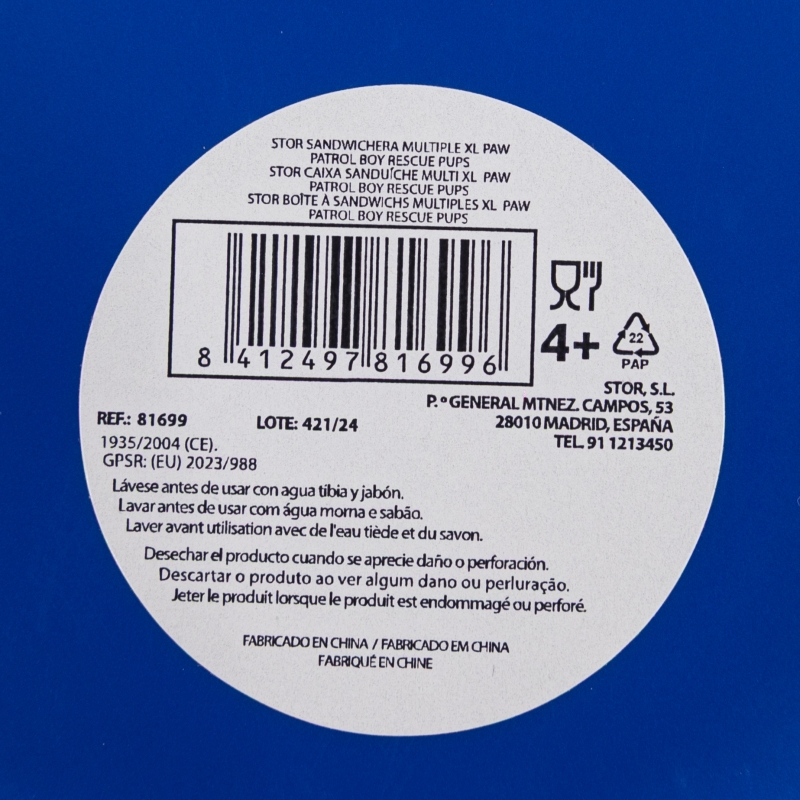 STOR SANDWICHERA MULTIPLE XL PAW
PATROL BOY RESCUE PUPS
STOR CAIXA SANDUÍCHE MULTI XL PAW
PATROL BOY RESCUE PUPS
STOR BOÎTE À SANDWICHS MULTIPLES XL PAW
PATROL BOY RESCUE PUPS
8 412497 816996
4+
22
PAP
STOR, S.L.
P.º GENERAL MTNEZ. CAMPOS, 53
28010 MADRID, ESPAÑA
TEL. 91 1213450
REF.: 81699
LOTE: 421/24
1935/2004 (CE).
GPSR: (EU) 2023/988
Lávese antes de usar con agua tibia y jabón.
Lavar antes de usar com água morna e sabão.
Laver avant utilisation avec de l'eau tiède et du savon.
Desechar el producto cuando se aprecie daño o perforación.
Descartar o produto ao ver algum dano ou perluração.
Jeter le produit lorsque le produit est endommagé ou perforé.
FABRICADO EN CHINA / FABRICADO EM CHINA
FABRIQUÉ EN CHINE